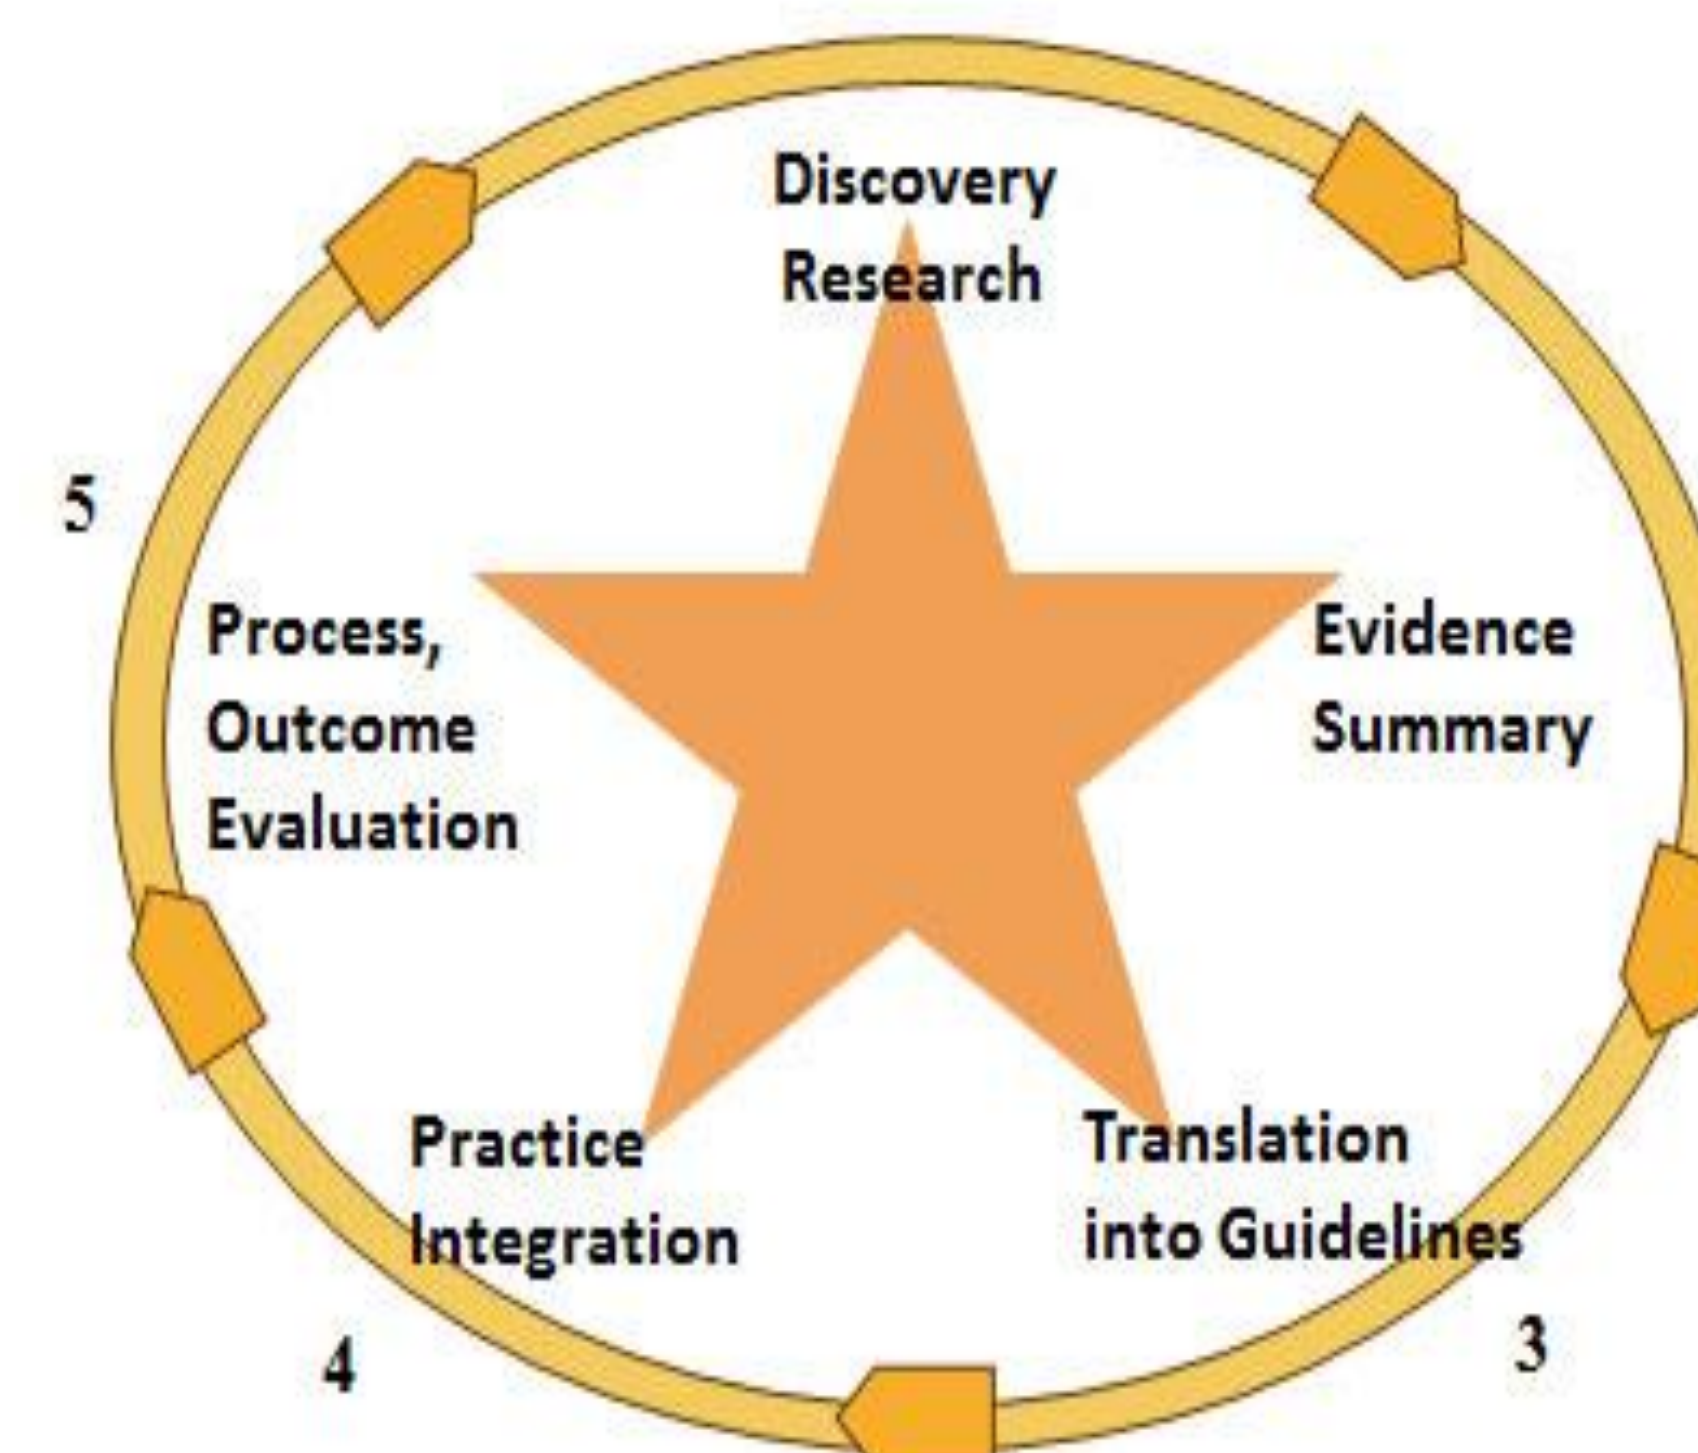 Discovery
Research
5
Process,
Outcome
Evaluation
Evidence
Summary
Practice
Integration
Translation
into Guidelines
4
3